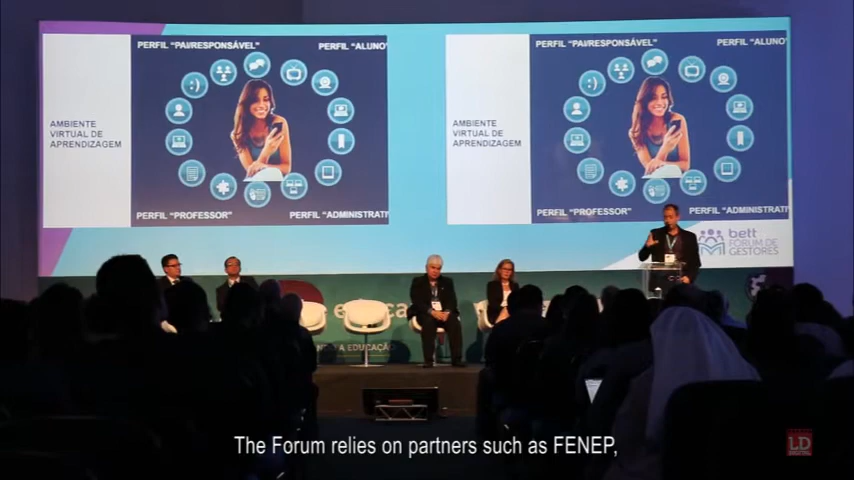 PERFIL “PAI/RESPONSÁVEL”
PERFIL “ALUNO’
AMBIENTE
VIRTUAL DE
APRENDIZAGEM
PERFIL “PROFESSOR”
PERFIL “ADMINISTRATI
PERFIL “PAI/RESPONSÁVEL”
PERFIL “ALUNO’
AMBIENTE
VIRTUAL DE
APRENDIZAGEM
PERFIL “PROFESSOR”
PERFIL “ADMINISTRATI
bett
FÓRUM DE
GESTORES
A EDUCAÇÃO
The Forum relies on partners such as FENEP,
LD